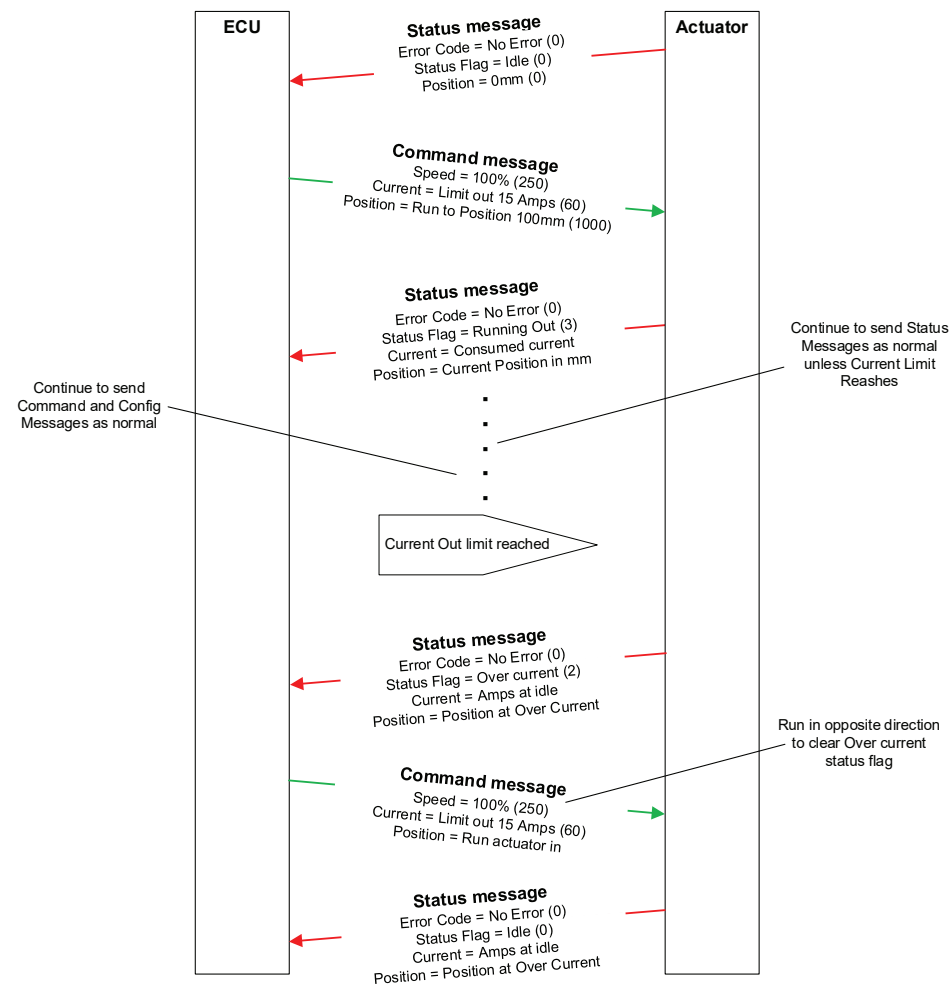 ECU
Actuator
Status message
Error Code = No Error (0)
Status Flag = Idle (0)
Position = 0mm (0)
Command message
Speed = 100% (250)
Current = Limit out 15 Amps (60)
Position = Run to Position 100mm (1000)
Status message
Error Code = No Error (0)
Status Flag = Running Out (3)
Current = Consumed current
Position = Current Position in mm
Continue to send Status
Messages as normal
unless Current Limit
Reaches
Continue to send
Command and Config
Messages as normal
Current Out limit reached
Status message
Error Code = No Error (0)
Status Flag = Over current (2)
Current = Amps at idle
Position = Position at Over Current
Run in opposite direction
to clear Over current
status flag
Command message
Speed = 100% (250)
Current = Limit out 15 Amps (60)
Position = Run actuator in
Status message
Error Code = No Error (0)
Status Flag = Idle (0)
Current = Amps at idle
Position = Position at Over Current